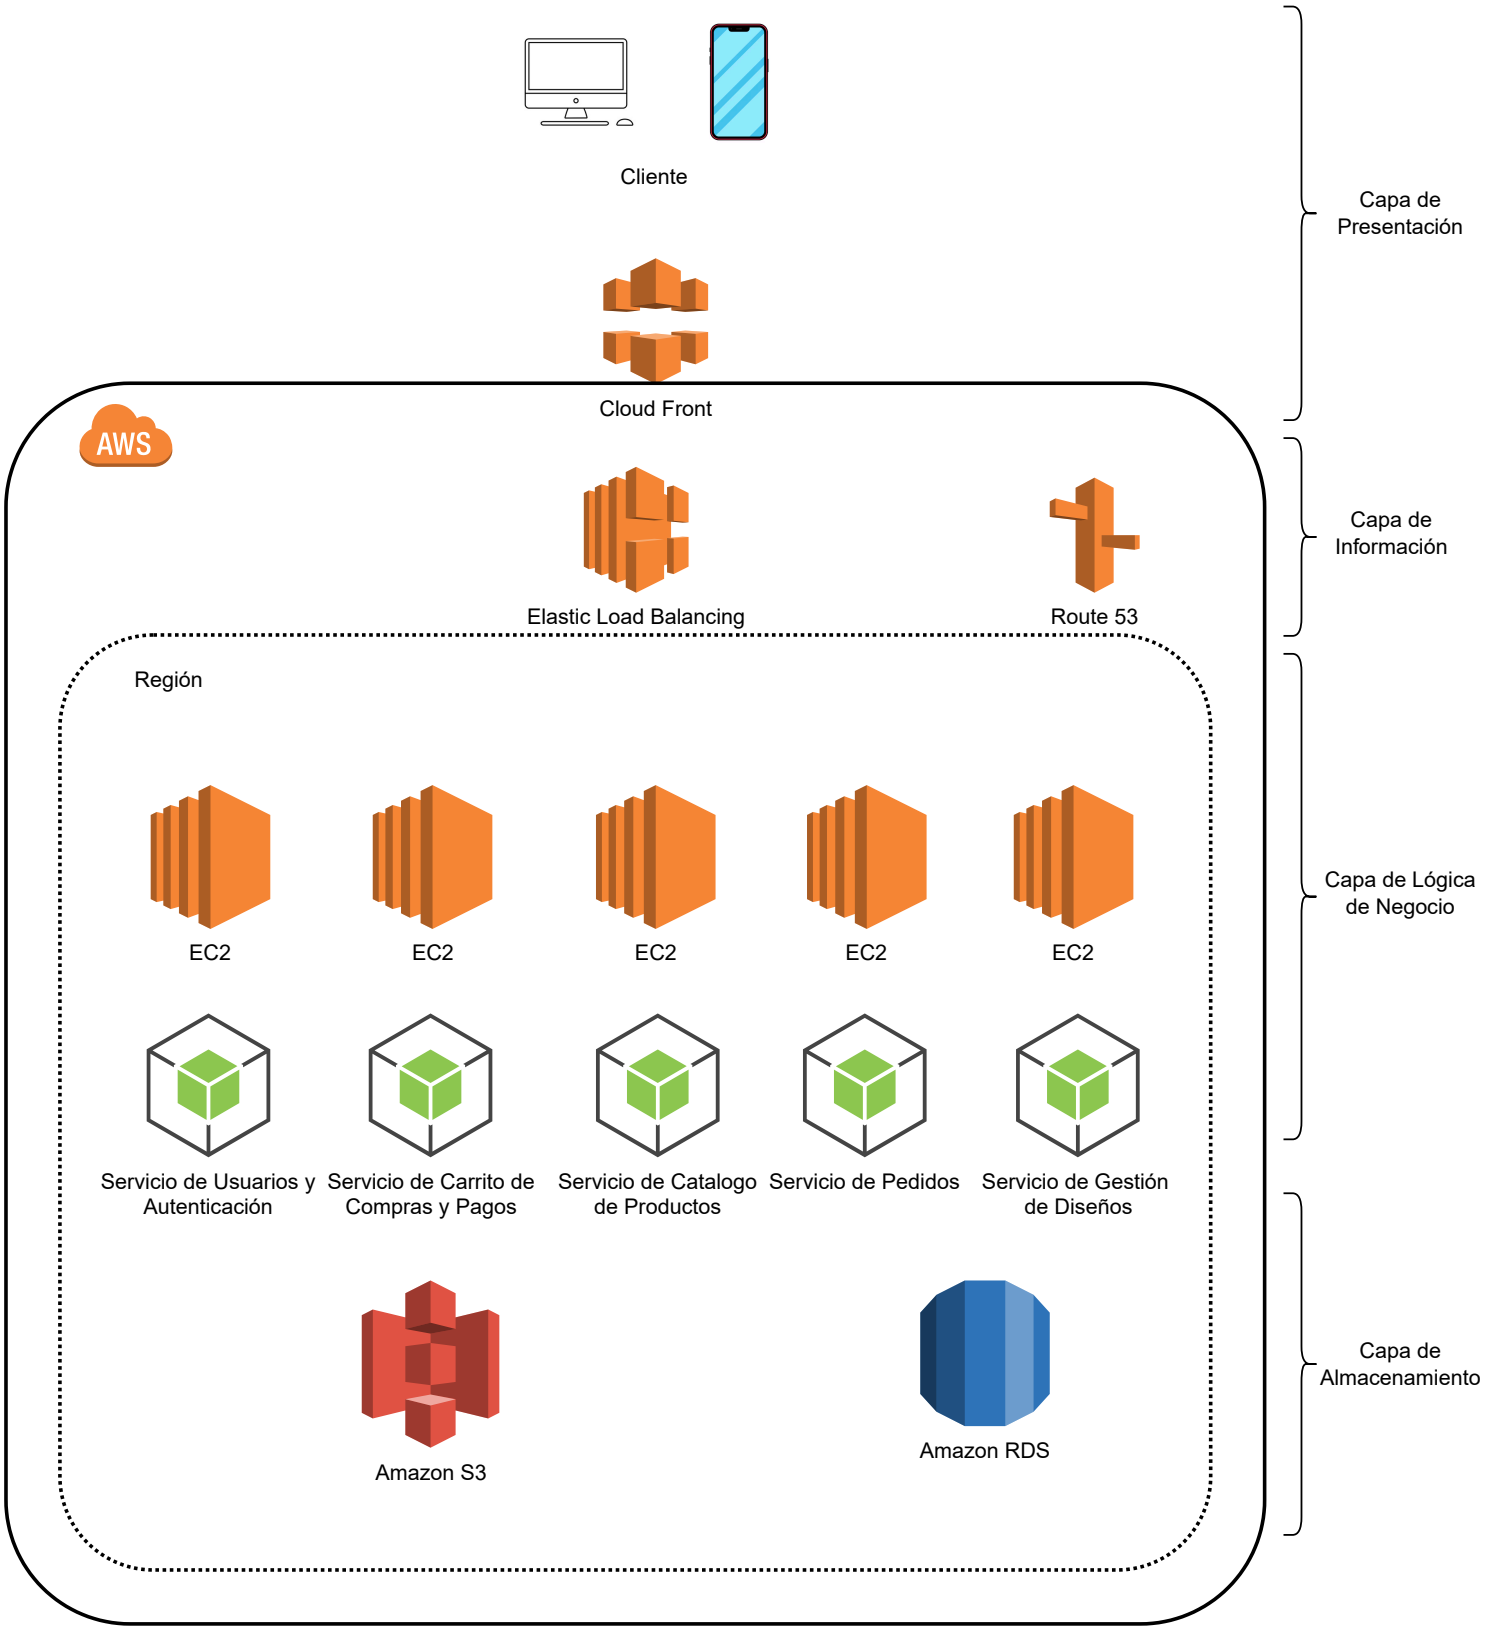 Cliente
Capa de
Presentación
Cloud Front
AWS
Capa de
Información
Elastic Load Balancing
Route 53
Región
Capa de Lógica
de Negocio
EC2
EC2
EC2
EC2
EC2
Servicio de Usuarios y
Autenticación
Servicio de Carrito de
Compras y Pagos
Servicio de Catalogo
de Productos
Servicio de Pedidos
Servicio de Gestión
de Diseños
Capa de
Almacenamiento
Amazon S3
Amazon RDS